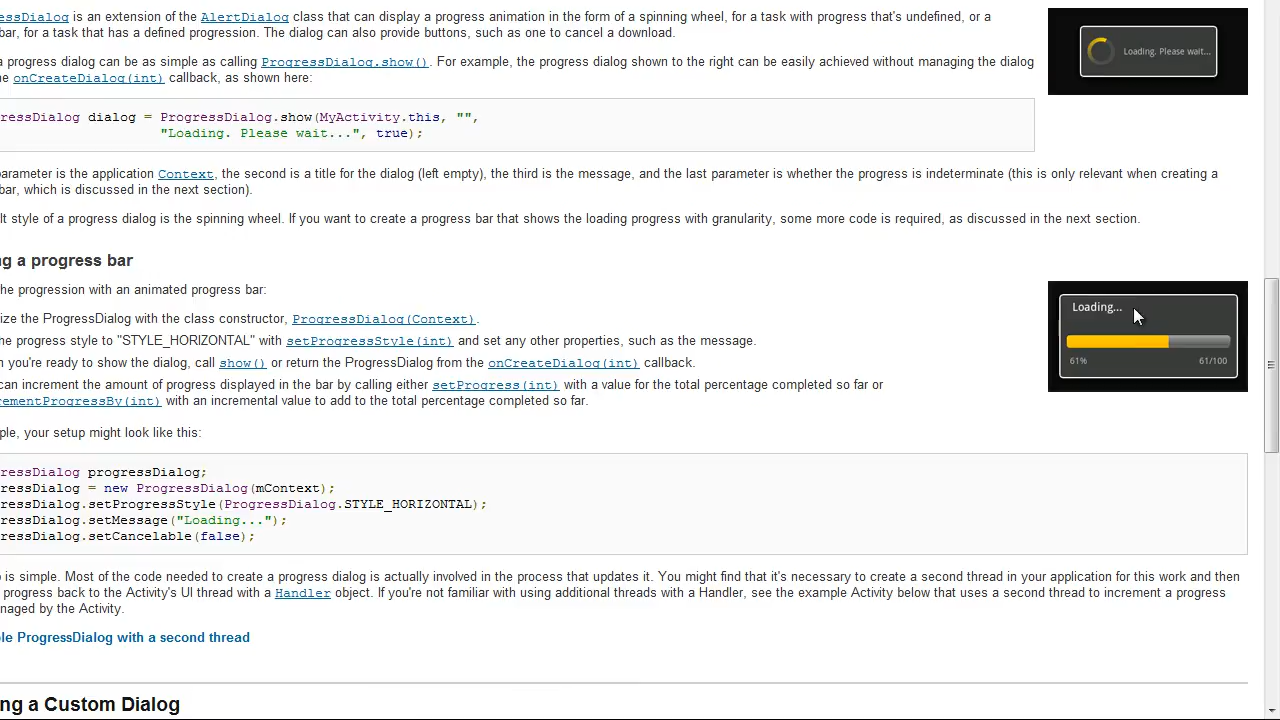 essDialog is an extension of the AlertDialog class that can display a progress animation in the form of a spinning wheel, for a task with progress that's undefined, or a
bar, for a task that has a defined progression. The dialog can also provide buttons, such as one to cancel a download.
Loading. Please wait...
a progress dialog can be as simple as calling ProgressDialog.show(). For example, the progress dialog shown to the right can be easily achieved without managing the dialog
he onCreateDialog(int) callback, as shown here:
ressDialog dialog = ProgressDialog.show(MyActivity.this, "",
"Loading. Please wait...", true);
parameter is the application Context, the second is a title for the dialog (left empty), the third is the message, and the last parameter is whether the progress is indeterminate (this is only relevant when creating a
bar, which is discussed in the next section).
lt style of a progress dialog is the spinning wheel. If you want to create a progress bar that shows the loading progress with granularity, some more code is required, as discussed in the next section.
ng a progress bar
he progression with an animated progress bar:
Loading...
61% 61/100
ize the ProgressDialog with the class constructor, ProgressDialog(Context).
he progress style to "STYLE_HORIZONTAL" with setProgressStyle(int) and set any other properties, such as the message.
n you're ready to show the dialog, call show() or return the ProgressDialog from the onCreateDialog(int) callback.
can increment the amount of progress displayed in the bar by calling either setProgress(int) with a value for the total percentage completed so far or
rementProgressBy(int) with an incremental value to add to the total percentage completed so far.
ple, your setup might look like this:
ressDialog progressDialog;
ressDialog = new ProgressDialog(mContext);
ressDialog.setProgressStyle(ProgressDialog.STYLE_HORIZONTAL);
ressDialog.setMessage("Loading...");
ressDialog.setCancelable(false);
p is simple. Most of the code needed to create a progress dialog is actually involved in the process that updates it. You might find that it's necessary to create a second thread in your application for this work and then
progress back to the Activity's UI thread with a Handler object. If you're not familiar with using additional threads with a Handler, see the example Activity below that uses a second thread to increment a progress
naged by the Activity.
le ProgressDialog with a second thread
ng a Custom Dialog